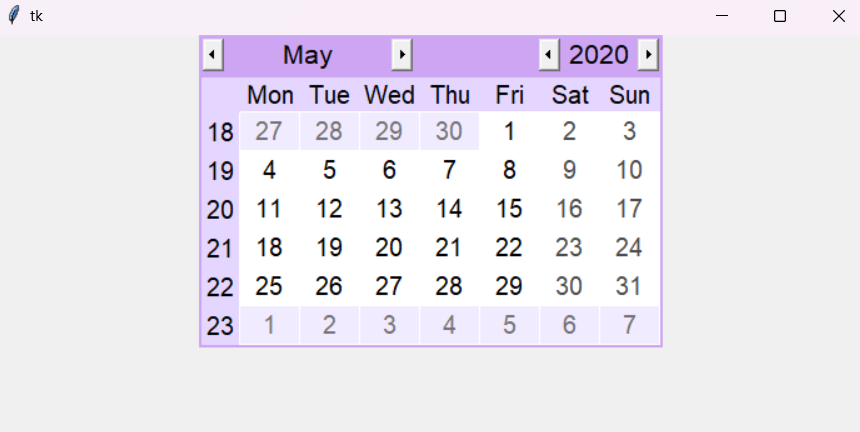 tk
May 2020
Mon Tue Wed Thu Fri Sat Sun
18 27 28 29 30 1 2 3
19 4 5 6 7 8 9 10
20 11 12 13 14 15 16 17
21 18 19 20 21 22 23 24
22 25 26 27 28 29 30 31
23 1 2 3 4 5 6 7